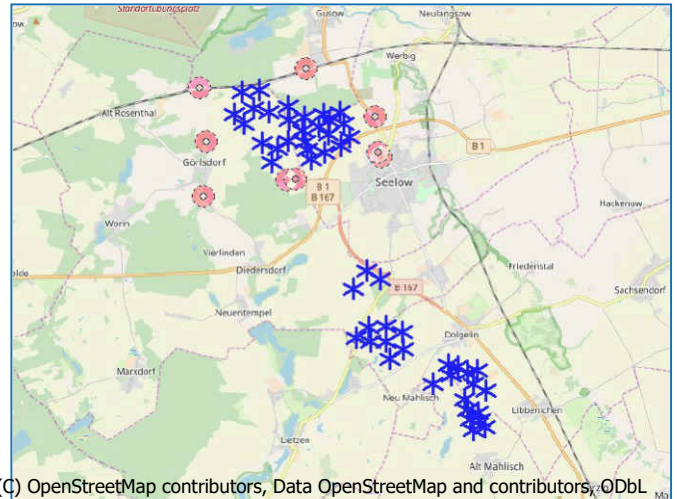 Standortübungsplatz
Gusow
Neulangsow
Werbig
Alt Rosenthal
B 1
Görlsdorf
Seelow
B 1
B 167
Hackenow
Worin
Vierlinden
Diedersdorf
Friedenstal
B 167
Sachsendorf
Neuentempel
Dolgelin
Marxdorf
Neu Mahlisch
Libbenichen
Lietzen
Alt Mahlisch
(C) OpenStreetMap contributors, Data OpenStreetMap and contributors, ODbL